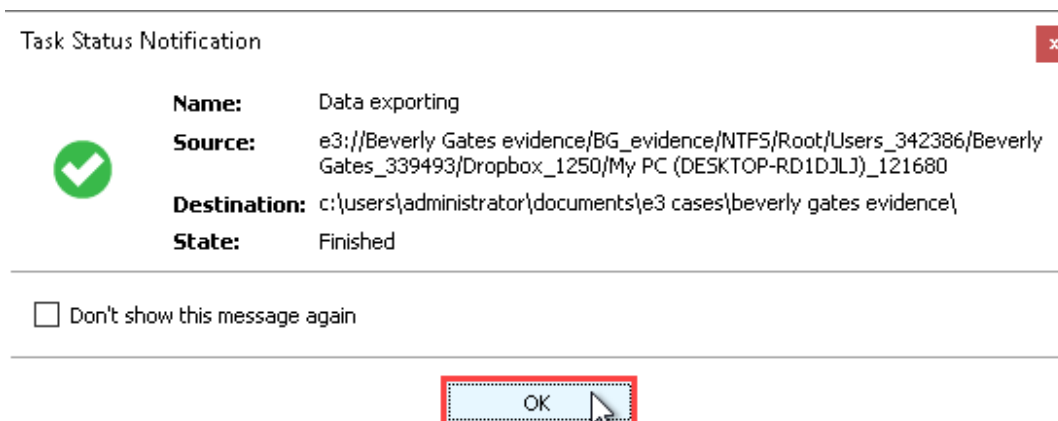 Task Status Notification
x
Name: Data exporting
Source: e3://Beverly Gates evidence/BG_evidence/NTFS/Root/Users_342386/Beverly
Gates_339493/Dropbox_1250/My PC (DESKTOP-RD1DJLJ)_121680
Destination: c:\users\administrator\documents\e3 cases\beverly gates evidence\
State: Finished
Don't show this message again
OK